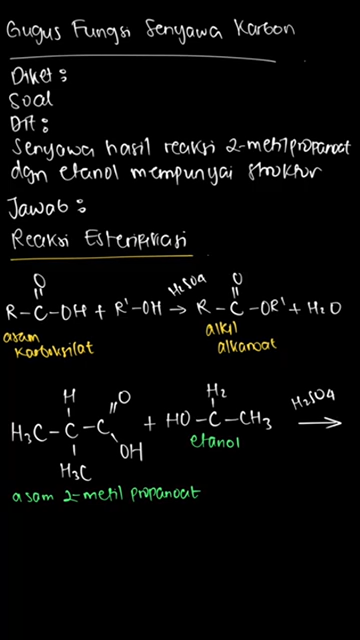 Gugus Fungsi Senyawa Karbon
Diket:
Soal
Dit:
Senyawa hasil reaksi 2-metilpropanoat
dgn etanol mempunyai struktur
Jawab:
Reaksi Esterifikasi
O O
R-C-OH + R'-OH → H₂SO₄ R-C-OR' + H₂O
asam alkil
karboksilat alkanoat
H O H₂
H₃C-C-C + HO-C-CH₃ H₂SO₄ →
OH etanol
H₃C
asam 2-metil propanoat